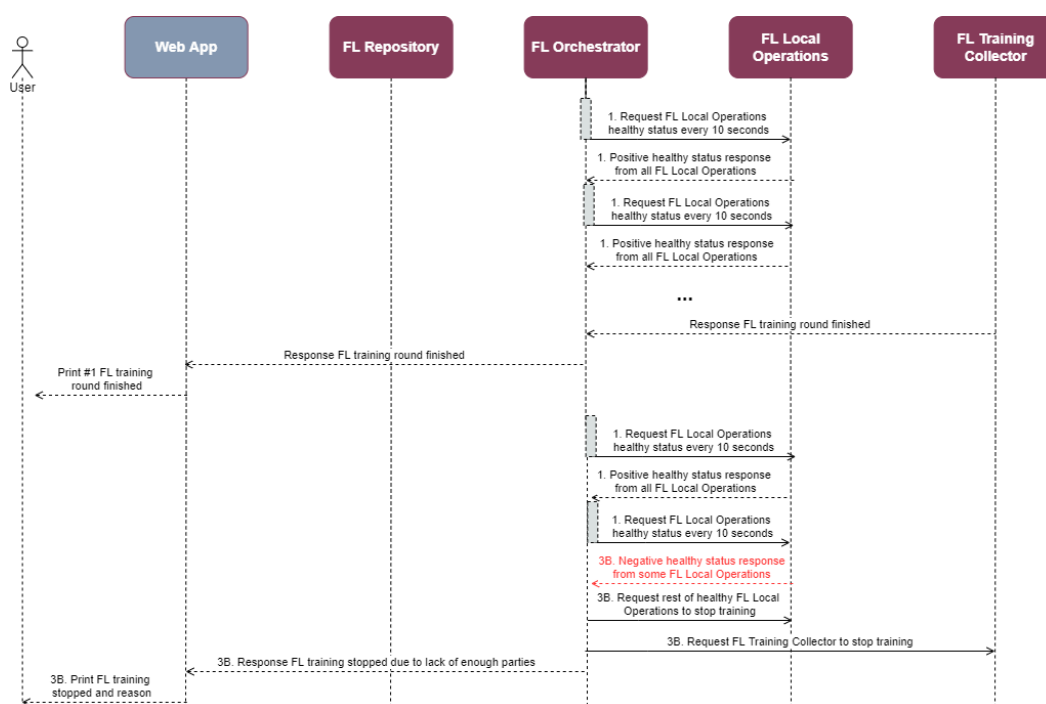 User
Web App
FL Repository
FL Orchestrator
FL Local
Operations
FL Training
Collector
1. Request FL Local Operations
healthy status every 10 seconds
1. Positive healthy status response
from all FL Local Operations
1. Request FL Local Operations
healthy status every 10 seconds
1. Positive healthy status response
from all FL Local Operations
...
Response FL training round finished
Response FL training round finished
Print #1 FL training
round finished
1. Request FL Local Operations
healthy status every 10 seconds
1. Positive healthy status response
from all FL Local Operations
1. Request FL Local Operations
healthy status every 10 seconds
3B. Negative healthy status response
from some FL Local Operations
3B. Request rest of healthy FL Local
Operations to stop training
3B. Request FL Training Collector to stop training
3B. Response FL training stopped due to lack of enough parties
3B. Print FL training
stopped and reason